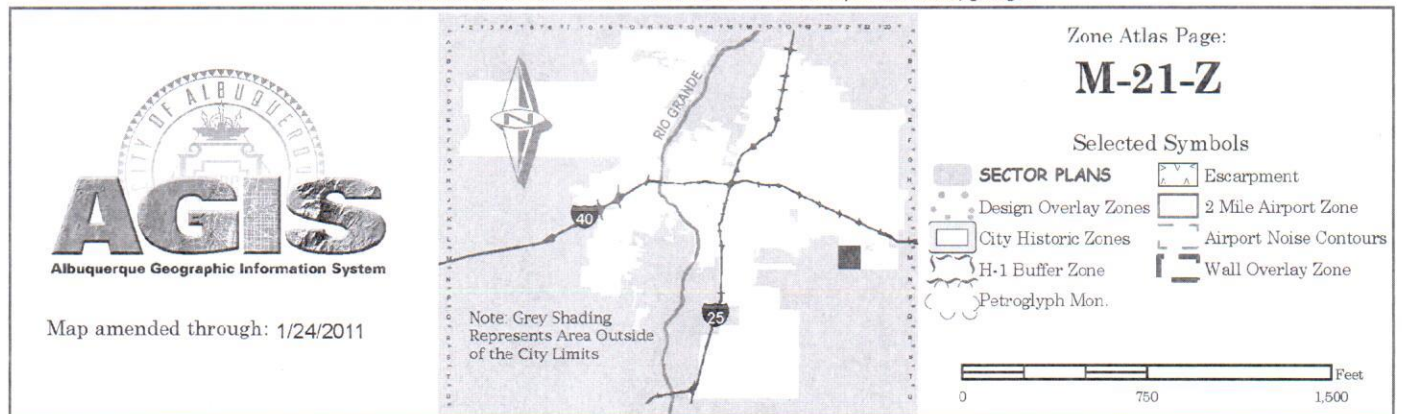 CITY OF ALBUQUERQUE
AGIS
Albuquerque Geographic Information System
Map amended through: 1/24/2011
RIO GRANDE
N
40
25
Note: Grey Shading
Represents Area Outside
of the City Limits
Zone Atlas Page:
M-21-Z
Selected Symbols
SECTOR PLANS
Design Overlay Zones
City Historic Zones
H-1 Buffer Zone
Petroglyph Mon.
Escarpment
2 Mile Airport Zone
Airport Noise Contours
Wall Overlay Zone
Feet
0 750 1,500